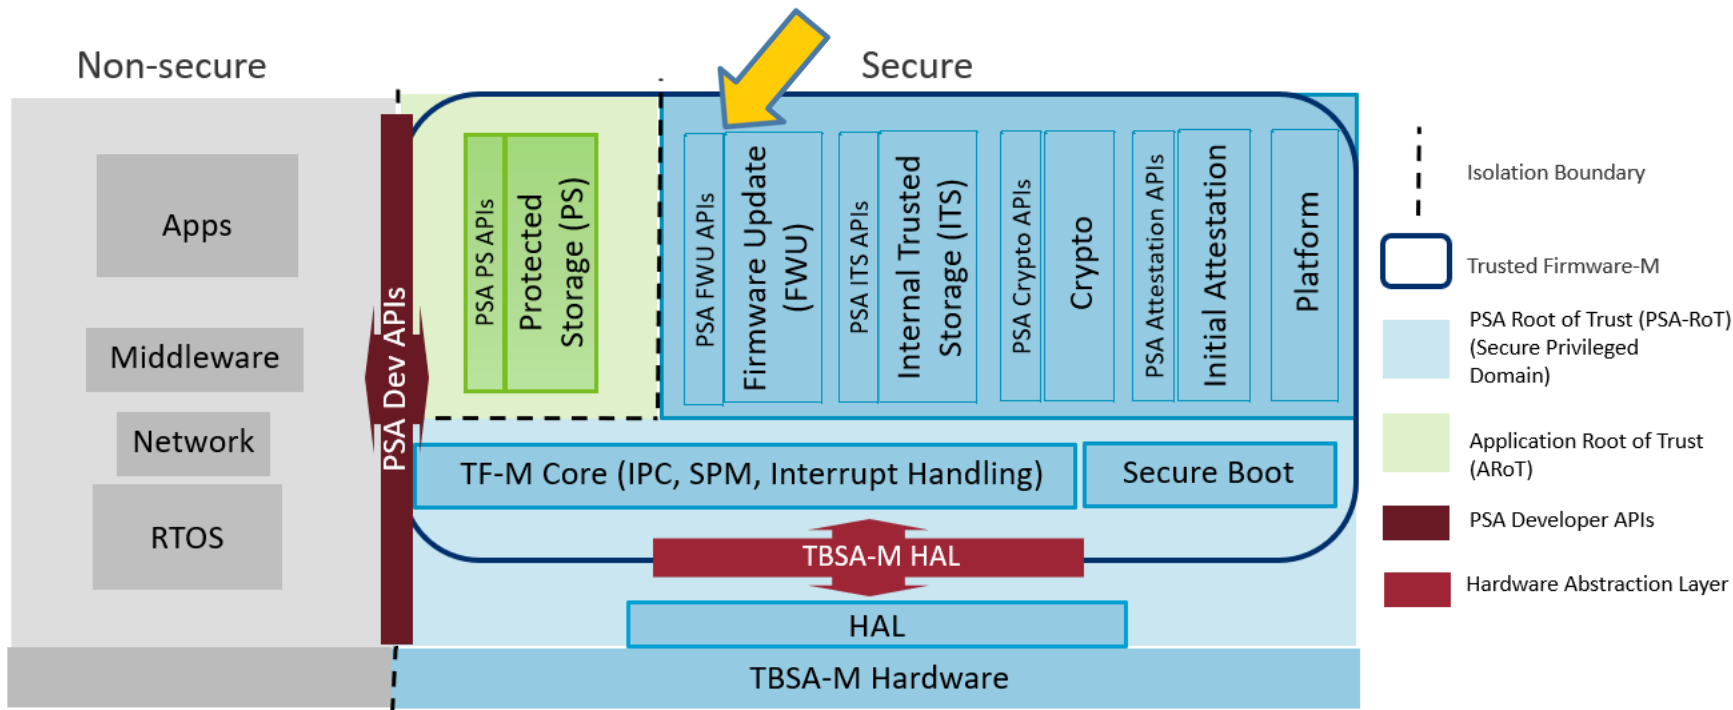 Non-secure
Secure
Apps
Middleware
Network
RTOS
PSA Dev APIs
PSA PS APIs
Protected
Storage (PS)
PSA FWU APIs
Firmware Update
(FWU)
PSA ITS APIs
Internal Trusted
Storage (ITS)
PSA Crypto APIs
Crypto
PSA Attestation APIs
Initial Attestation
Platform
TF-M Core (IPC, SPM, Interrupt Handling)
Secure Boot
TBSA-M HAL
HAL
TBSA-M Hardware
Isolation Boundary
Trusted Firmware-M
PSA Root of Trust (PSA-RoT)
(Secure Privileged
Domain)
Application Root of Trust
(ARoT)
PSA Developer APIs
Hardware Abstraction Layer